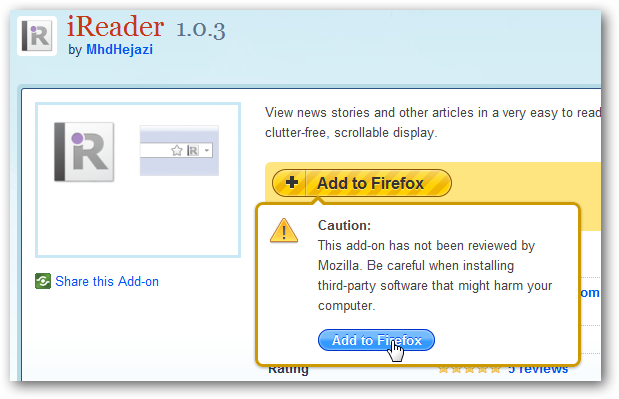 iReader 1.0.3
by MhdHejazi
View news stories and other articles in a very easy to read
clutter-free, scrollable display.
Add to Firefox
Caution:
This add-on has not been reviewed by
Mozilla. Be careful when installing
third-party software that might harm your
computer.
Share this Add-on
om
Add to Firefox
Rating 5 reviews